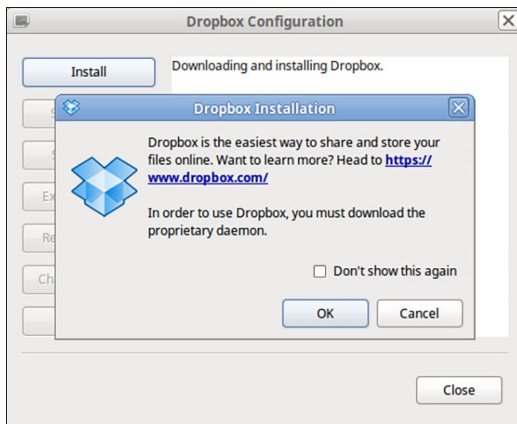 Dropbox Configuration
Install
Downloading and installing Dropbox.
Dropbox Installation
Dropbox is the easiest way to share and store your
files online. Want to learn more? Head to https://
www.dropbox.com/
In order to use Dropbox, you must download the
proprietary daemon.
Don't show this again
OK
Cancel
Close